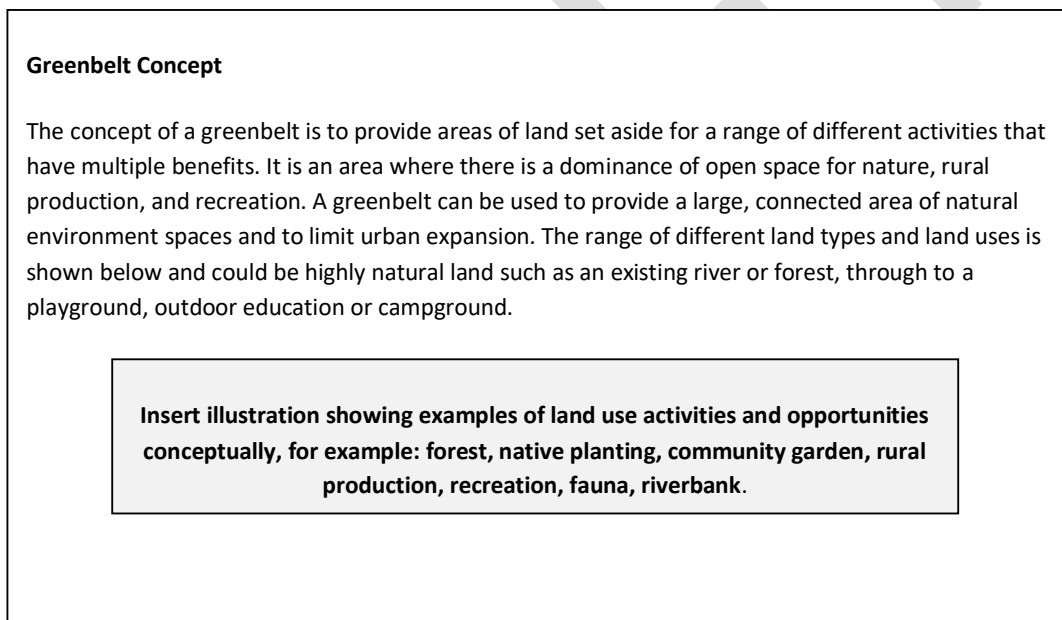 Greenbelt Concept
The concept of a greenbelt is to provide areas of land set aside for a range of different activities that
have multiple benefits. It is an area where there is a dominance of open space for nature, rural
production, and recreation. A greenbelt can be used to provide a large, connected area of natural
environment spaces and to limit urban expansion. The range of different land types and land uses is
shown below and could be highly natural land such as an existing river or forest, through to a
playground, outdoor education or campground.
Insert illustration showing examples of land use activities and opportunities
conceptually, for example: forest, native planting, community garden, rural
production, recreation, fauna, riverbank.